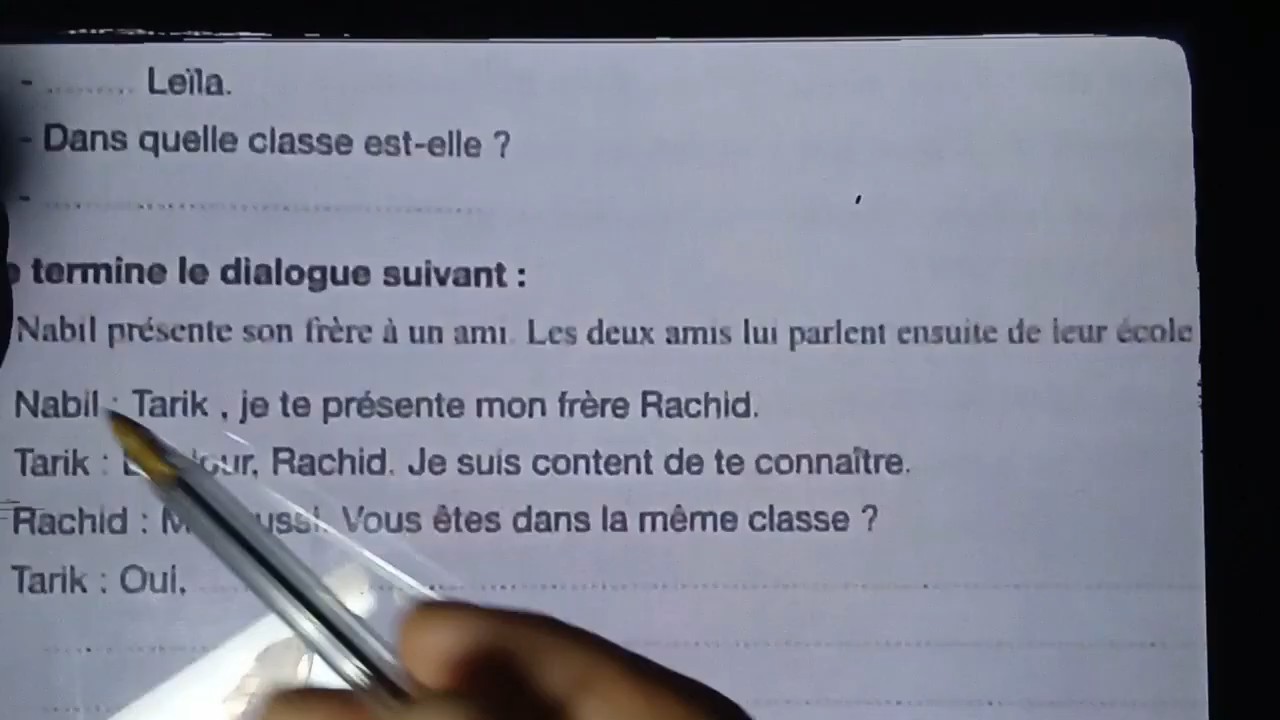 - ......... Leïla.
- Dans quelle classe est-elle ?
- ............................................
termine le dialogue suivant :
Nabil présente son frère à un ami. Les deux amis lui parlent ensuite de leur école
Nabil : Tarik , je te présente mon frère Rachid.
Tarik : Rachid. Je suis content de te connaître.
Rachid : Vous êtes dans la même classe ?
Tarik : Oui,